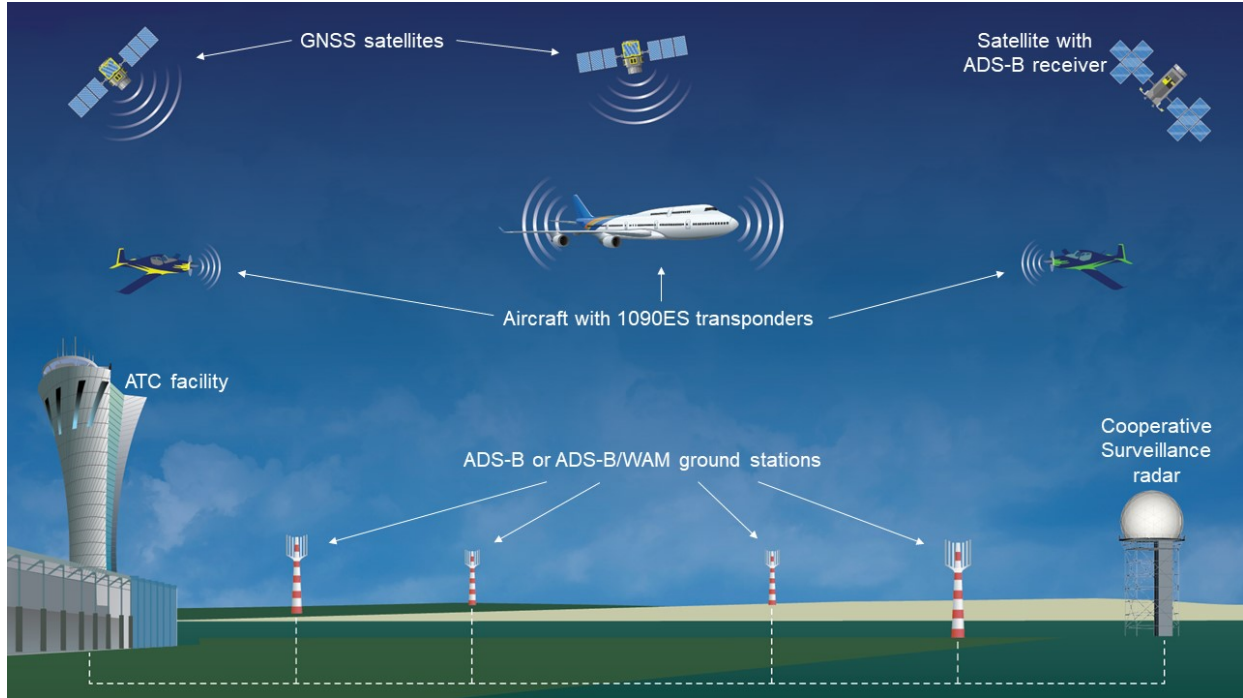 GNSS satellites
Satellite with
ADS-B receiver
Aircraft with 1090ES transponders
ATC facility
Cooperative
Surveillance
radar
ADS-B or ADS-B/WAM ground stations